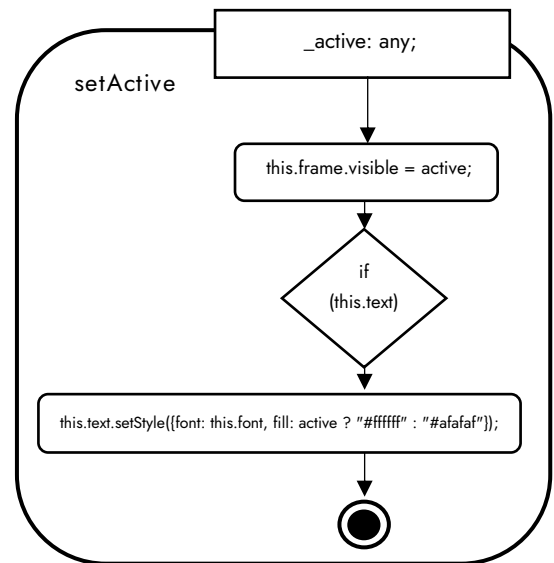 _active: any;
setActive
this.frame.visible = active;
if
(this.text)
this.text.setStyle({font: this.font, fill: active ? "#ffffff" : "#afafaf"});